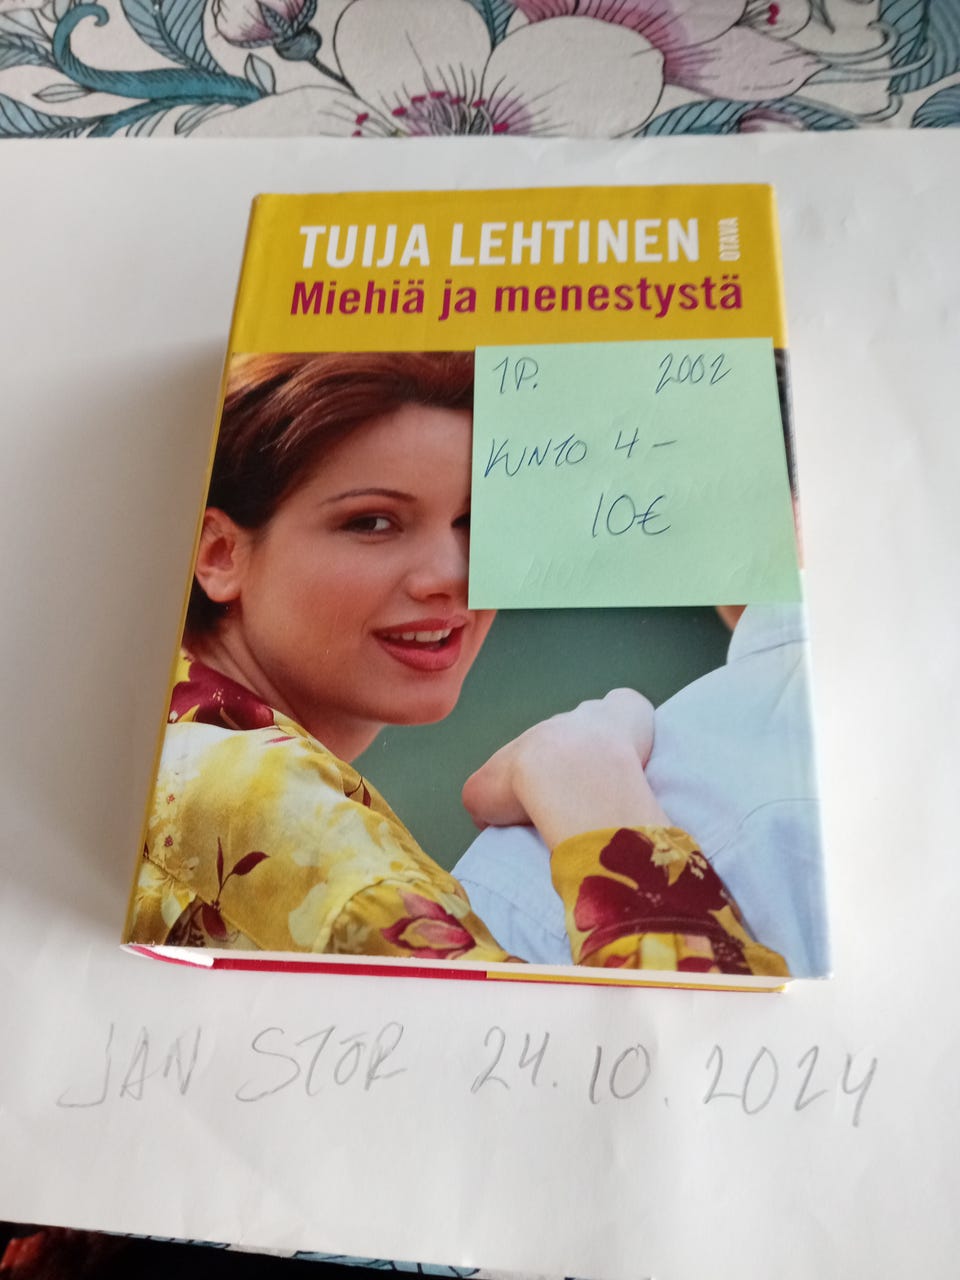 TUIJA LEHTINEN
OTAVA
Miehiä ja menestystä
1P. 2002
KUNTO 4-
10€
JAN STOR 24.10.2024